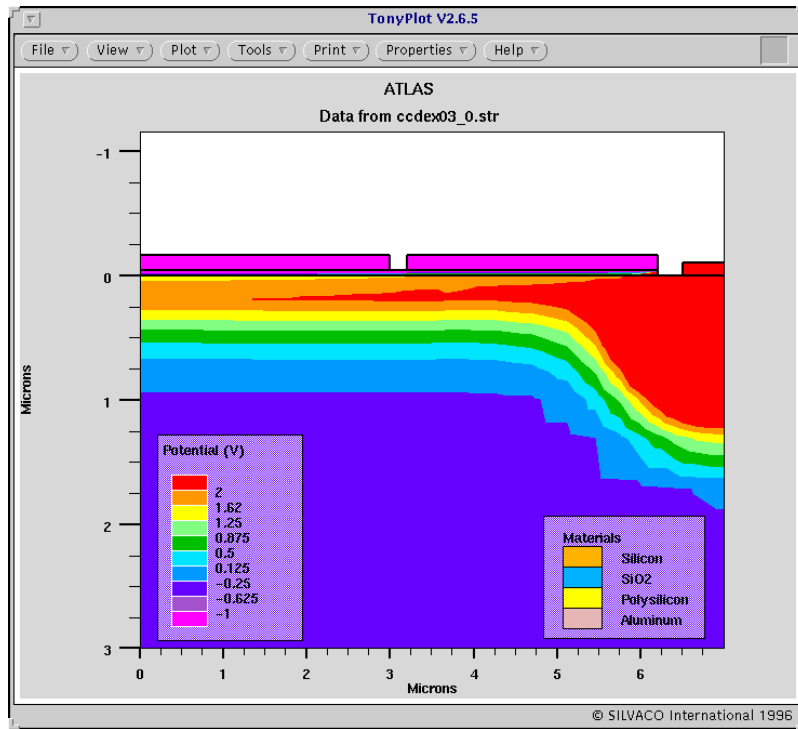 TonyPlot V2.6.5
File View Plot Tools Print Properties Help
ATLAS
Data from ccdex03_0.str
-1
0
1
2
3
Microns
0 1 2 3 4 5 6
Microns
Potential (V)
2
1.62
1.25
0.875
0.5
0.125
-0.25
-0.625
-1
Materials
Silicon
SiO2
Polysilicon
Aluminum
© SILVACO International 1996